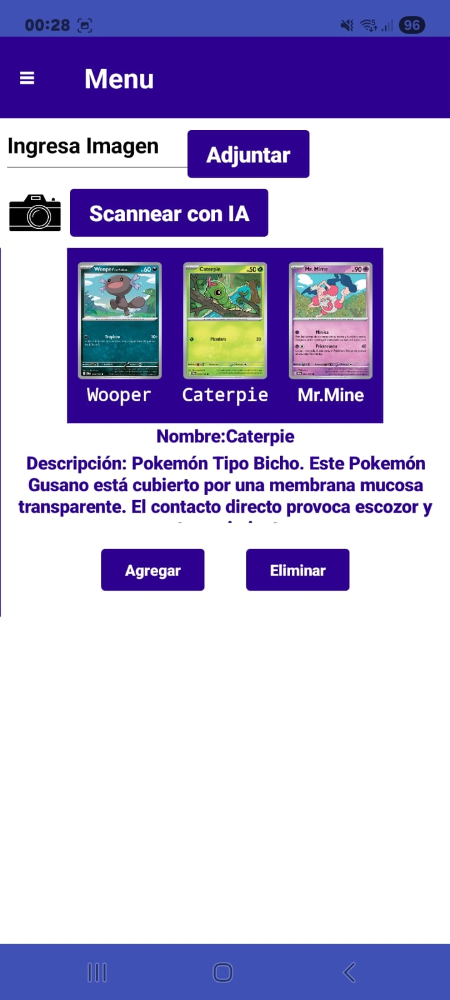 00:28
96
Menu
Ingresa Imagen
Adjuntar
Scannear con IA
Wooper de Paldea 60
Tropiezo 10+
Caterpie 50
Picadura 20
Mr. Mime 90
Mímica
Psicotrueno 40
Wooper
Caterpie
Mr.Mine
Nombre:Caterpie
Descripción: Pokemón Tipo Bicho. Este Pokemón
Gusano está cubierto por una membrana mucosa
transparente. El contacto directo provoca escozor y
Agregar
Eliminar